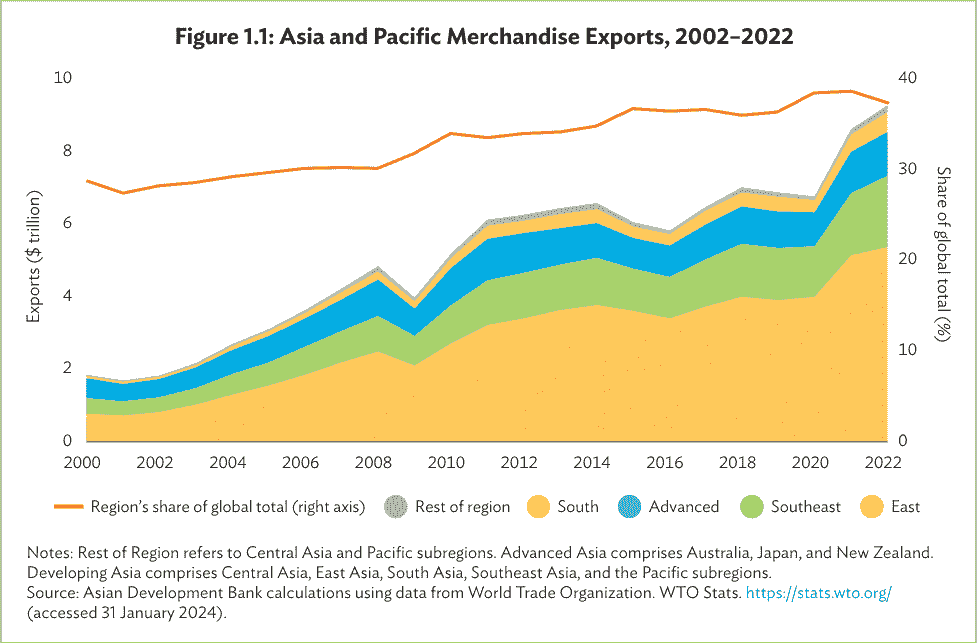 Figure 1.1: Asia and Pacific Merchandise Exports, 2002–2022
10
8
6
4
2
0
Exports ($ trillion)
40
30
20
10
0
Share of global total (%)
2000 2002 2004 2006 2008 2010 2012 2014 2016 2018 2020 2022
Region's share of global total (right axis) Rest of region South Advanced Southeast East
Notes: Rest of Region refers to Central Asia and Pacific subregions. Advanced Asia comprises Australia, Japan, and New Zealand.
Developing Asia comprises Central Asia, East Asia, South Asia, Southeast Asia, and the Pacific subregions.
Source: Asian Development Bank calculations using data from World Trade Organization. WTO Stats. https://stats.wto.org/
(accessed 31 January 2024).